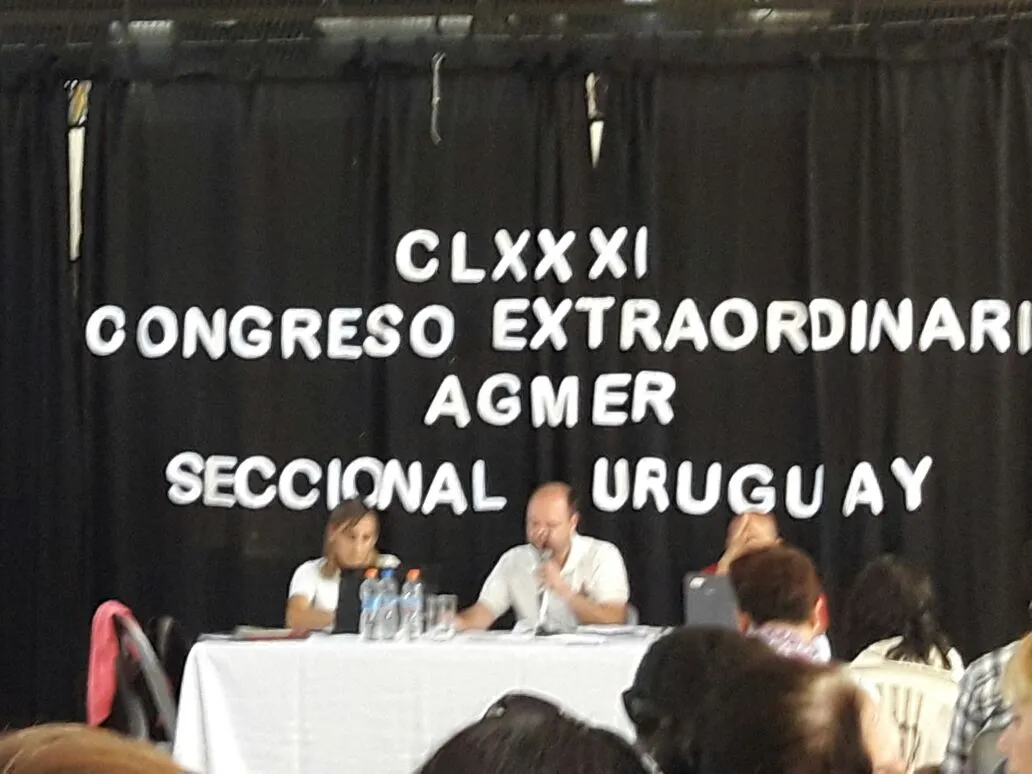 CLXXXI
CONGRESO EXTRAORDINARI
AGMER
SECCIONAL URUGUAY